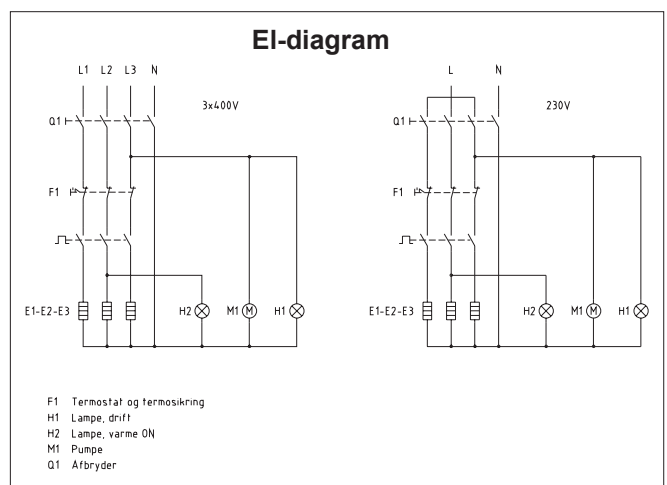 El-diagram
L1 L2 L3 N
L N
3x400V
230V
Q1
Q1
F1
F1
E1-E2-E3 H2 M M1 H1
E1-E2-E3 H2 M M1 H1
F1 Termostat og termosikring
H1 Lampe, drift
H2 Lampe, varme ON
M1 Pumpe
Q1 Afbryder